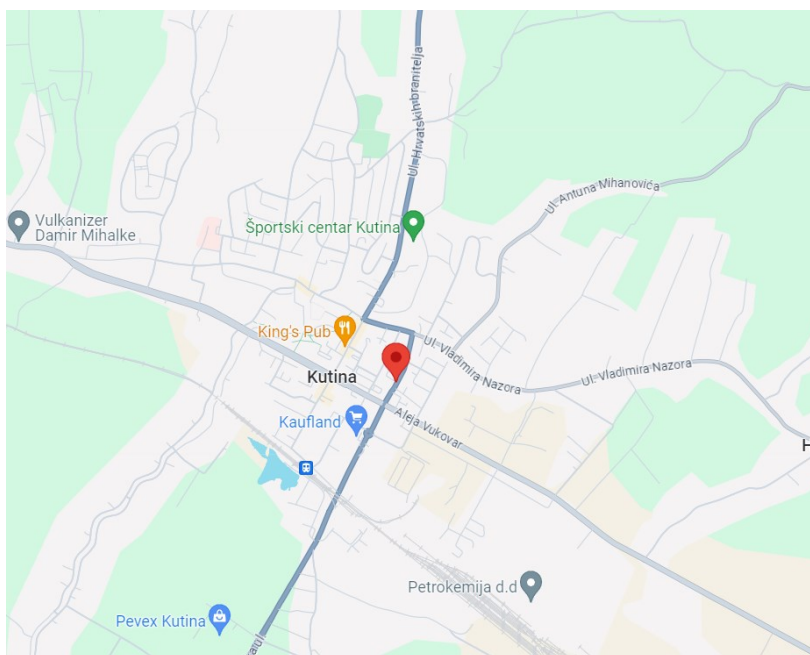 Ul. Hrvatskih branitelja
Ul. Antuna Mihanovića
Vulkanizer
Damir Mihalke
Športski centar Kutina
King's Pub
Ul. Vladimira Nazora
Ul. Vladimira Nazora
Kutina
Kaufland
Aleja Vukovar
Petrokemija d.d
Pevex Kutina